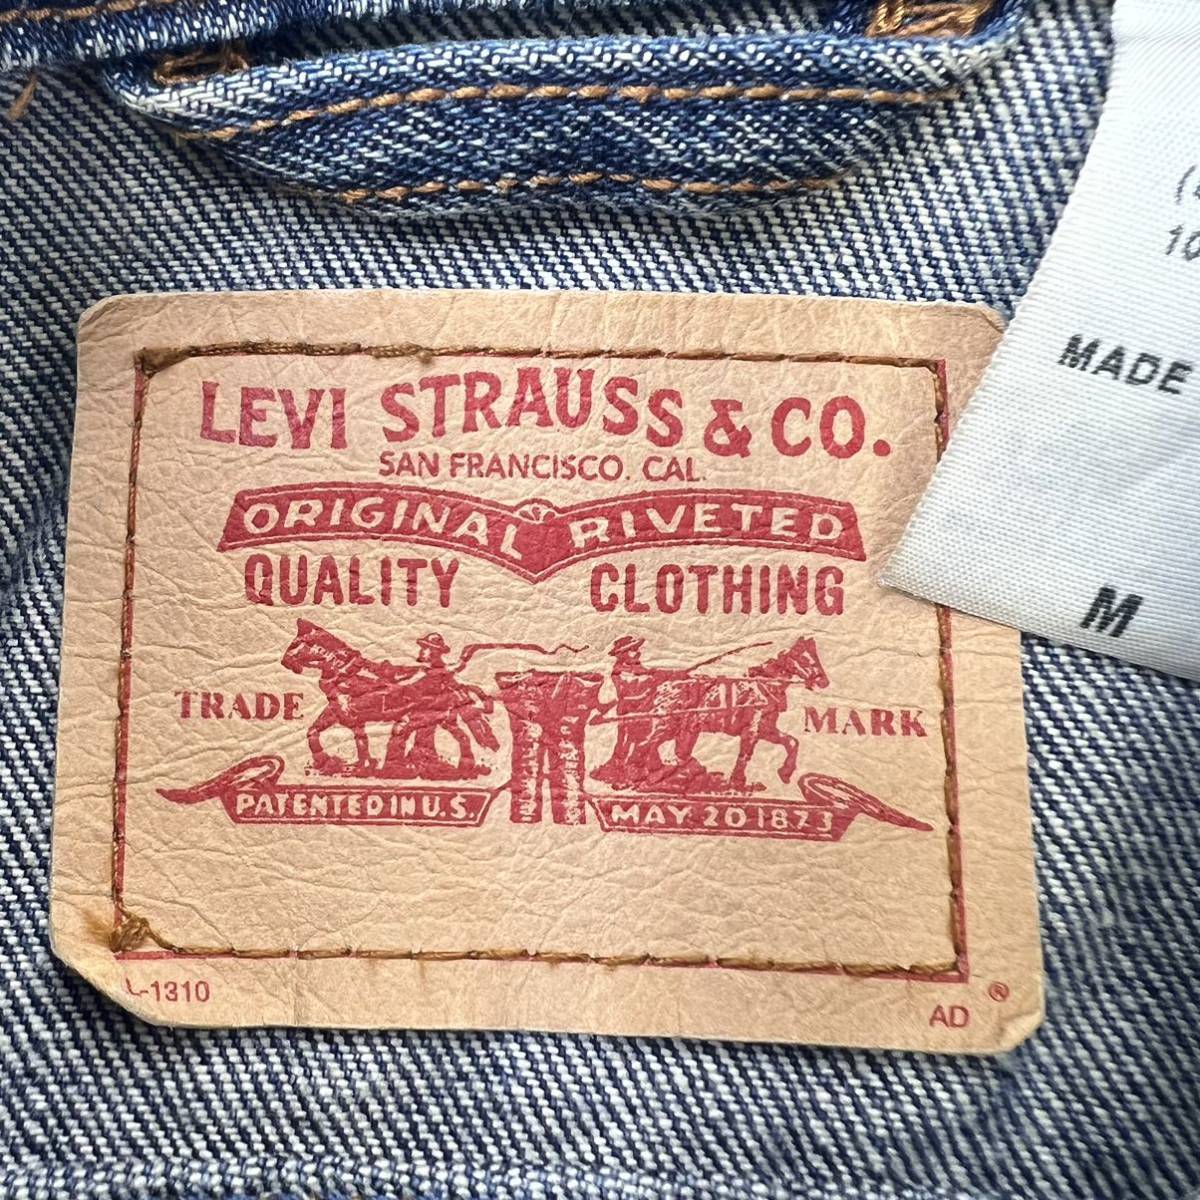 LEVI STRAUSS & CO.
SAN FRANCISCO. CAL.
ORIGINAL RIVETED
QUALITY CLOTHING
TRADE MARK
PATENTED IN U.S. MAY 20 1873
L-1310
AD ®
10
MADE
M